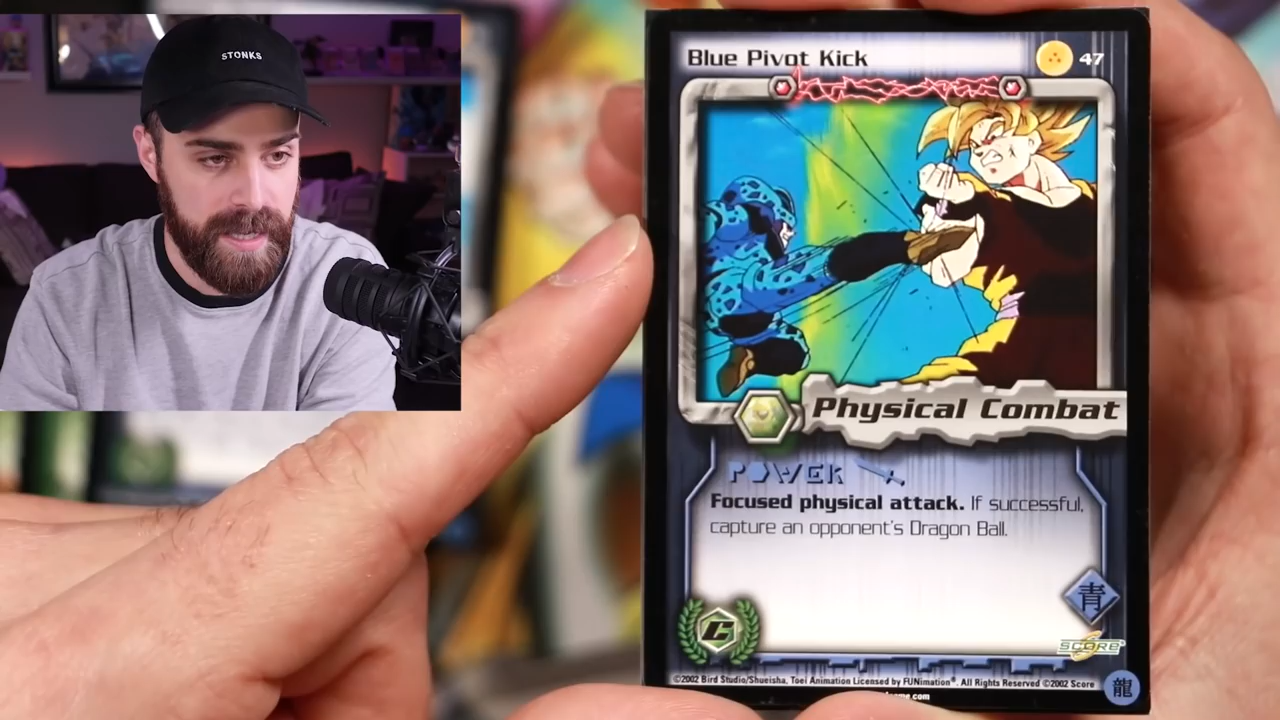 STONKS
Blue Pivot Kick
47
Physical Combat
POWER
Focused physical attack. If successful,
capture an opponent's Dragon Ball.
青
C
SCORE
©2002 Bird Studio/Shueisha, Toei Animation Licensed by FUNimation®. All Rights Reserved ©2002 Score
龍